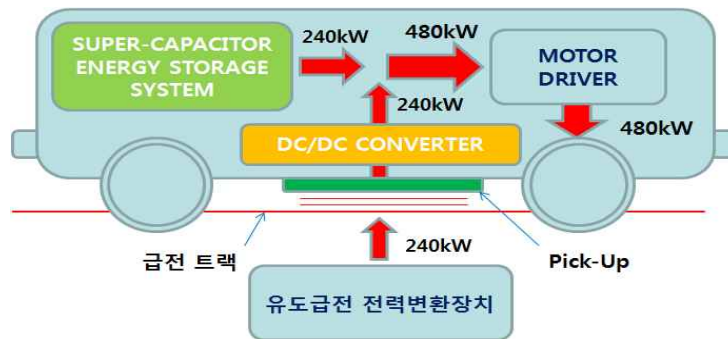 SUPER-CAPACITOR
ENERGY STORAGE
SYSTEM
240kW
480kW
MOTOR
DRIVER
240kW
480kW
DC/DC CONVERTER
급전 트랙
240kW
Pick-Up
유도급전 전력변환장치